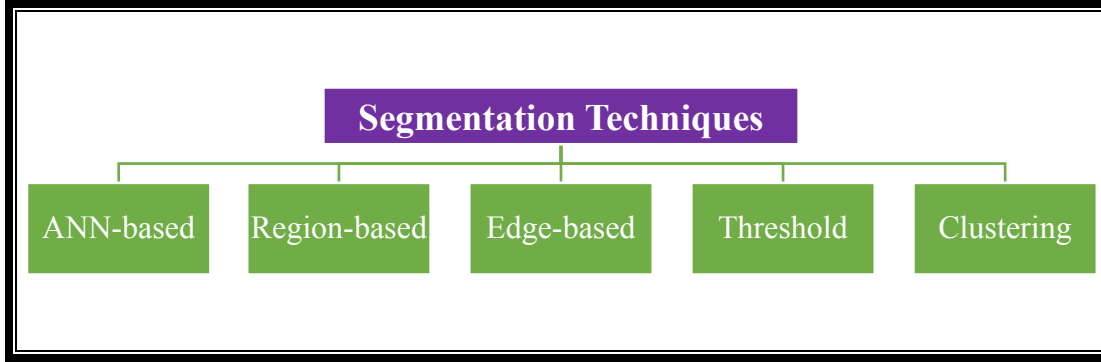 Segmentation Techniques
ANN-based
Region-based
Edge-based
Threshold
Clustering